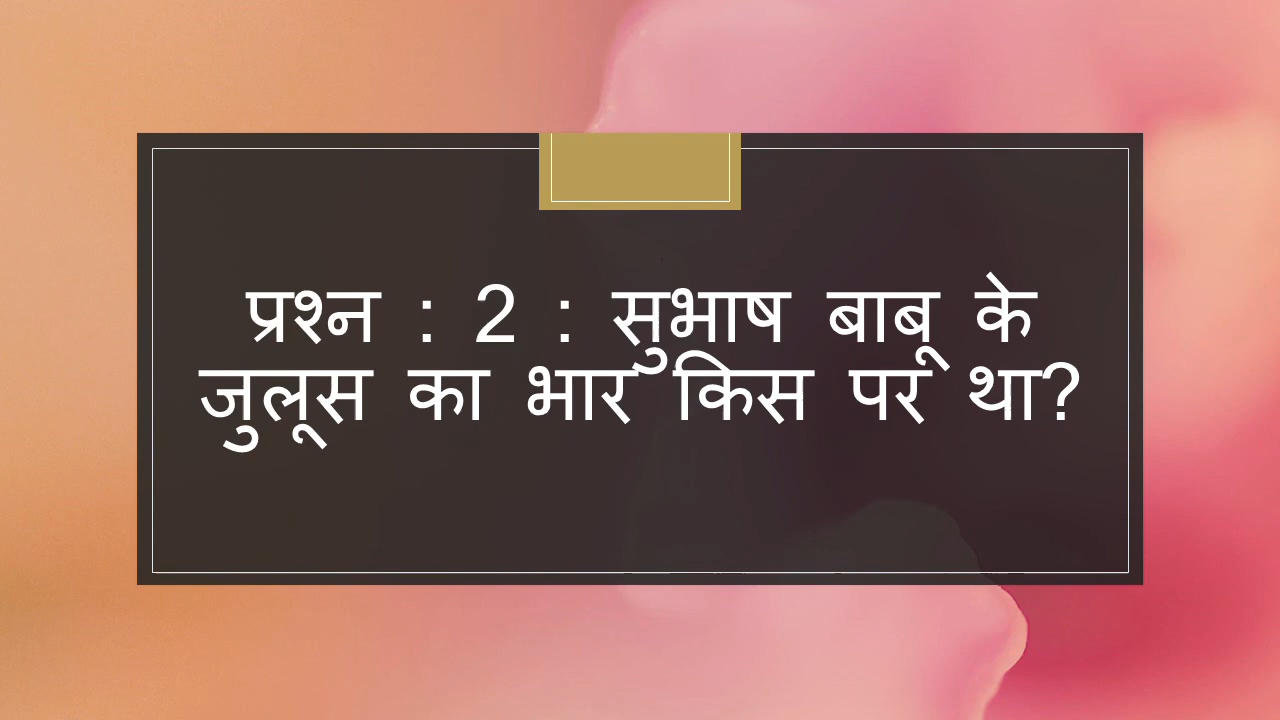 प्रश्न : 2 : सुभाष बाबू के
जुलूस का भार किस पर था?